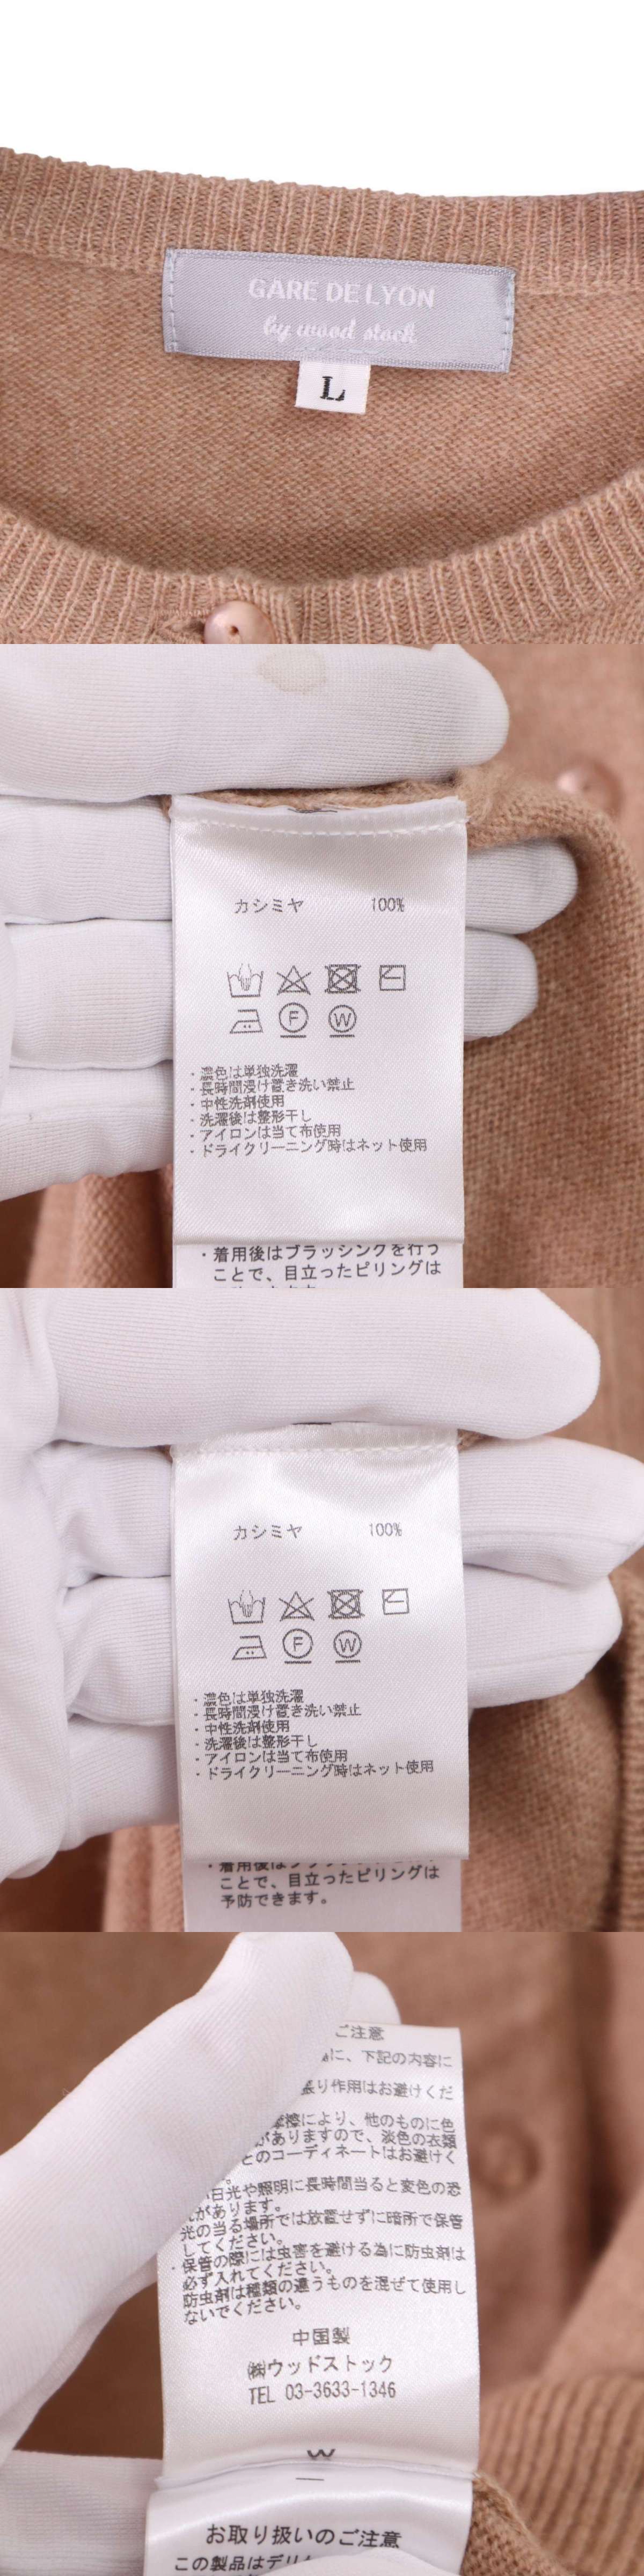 GARE DE LYON
by wood stock
L
カシミヤ 100%
F W
・濃色は単独洗濯
・長時間浸け置き洗い禁止
・中性洗剤使用
・洗濯後は整形干し
・アイロンは当て布使用
・ドライクリーニング時はネット使用
・着用後はブラッシングを行う
ことで、目立ったピリングは
カシミヤ 100%
F W
・濃色は単独洗濯
・長時間浸け置き洗い禁止
・中性洗剤使用
・洗濯後は整形干し
・アイロンは当て布使用
・ドライクリーニング時はネット使用
・着用後は
ことで、目立ったピリングは
予防できます。
ご注意
に、下記の内容に
り作用はお避けくだ
摩擦により、他のものに色
がありますので、淡色の衣類
とのコーディネートはお避けく
。
日光や照明に長時間当ると変色の恐
があります。
光の当る場所では放置せずに暗所で保管
してください。
・保管の際には虫害を避ける為に防虫剤は
必ず入れてください。
防虫剤は種類の違うものを混ぜて使用し
ないでください。
中国製
㈱ウッドストック
TEL 03-3633-1346
W
お取り扱いのご注意
この製品はデリ